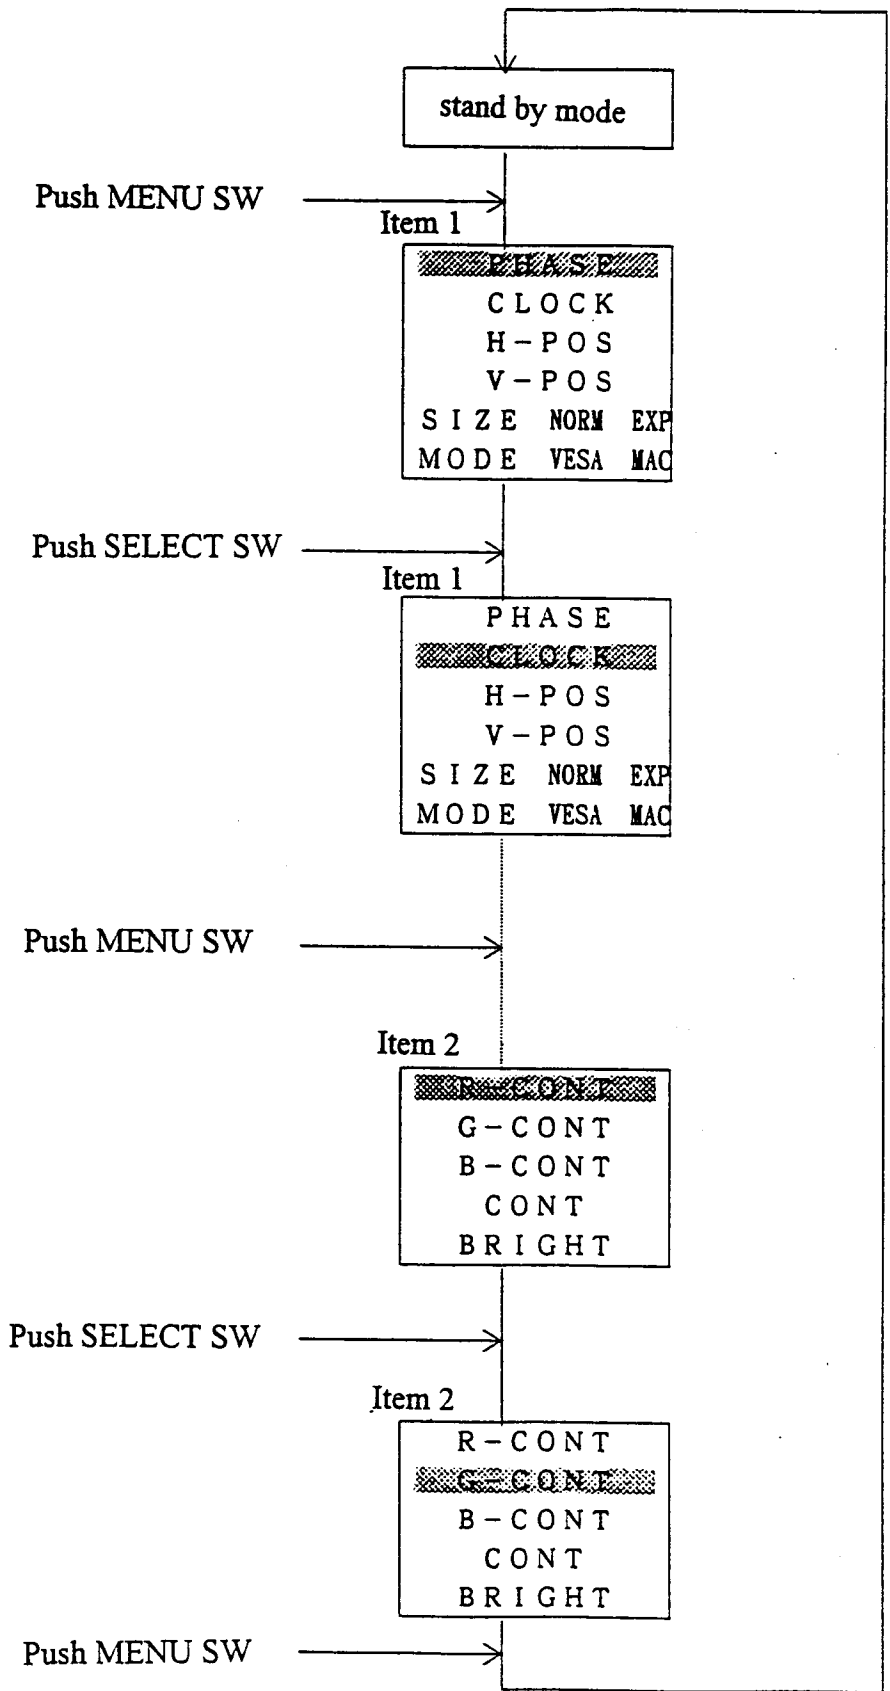 stand by mode
Push MENU SW
Item 1
PHASE
CLOCK
H-POS
V-POS
SIZE NORM EXP
MODE VESA MAC
Push SELECT SW
Item 1
PHASE
CLOCK
H-POS
V-POS
SIZE NORM EXP
MODE VESA MAC
Push MENU SW
Item 2
R-CONT
G-CONT
B-CONT
CONT
BRIGHT
Push SELECT SW
Item 2
R-CONT
G-CONT
B-CONT
CONT
BRIGHT
Push MENU SW